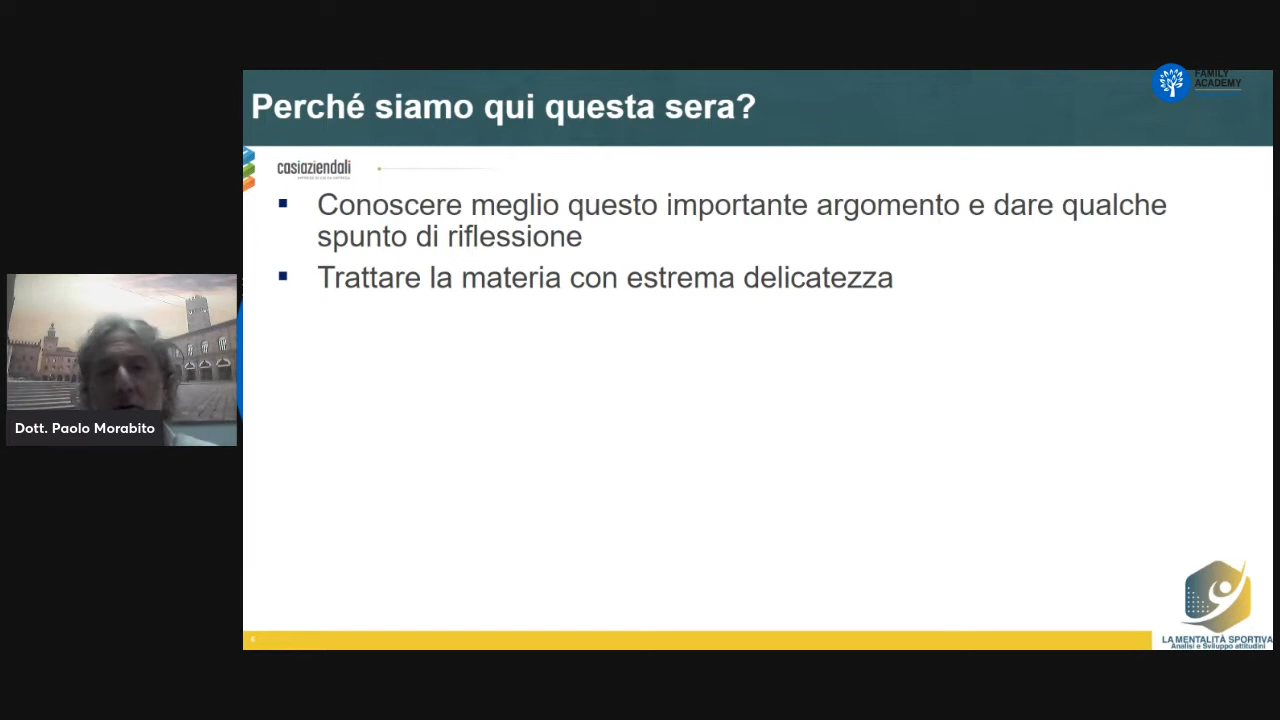 FAMILY
ACADEMY
Perché siamo qui questa sera?
casiaziendali
Conoscere meglio questo importante argomento e dare qualche
spunto di riflessione
Trattare la materia con estrema delicatezza
Dott. Paolo Morabito
6
LA MENTALITÀ SPORTIVA
Analisi e Sviluppo attitudini